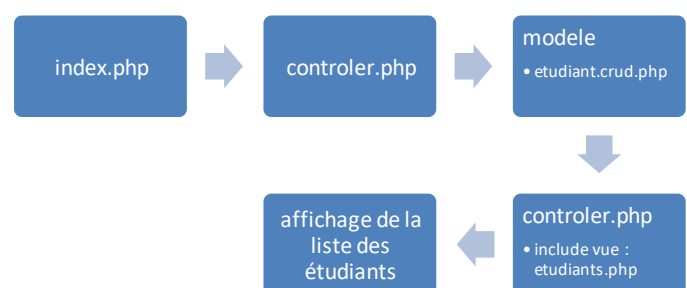 index.php
controler.php
modele
• etudiant.crud.php
controler.php
• include vue :
etudiants.php
affichage de la
liste des
étudiants